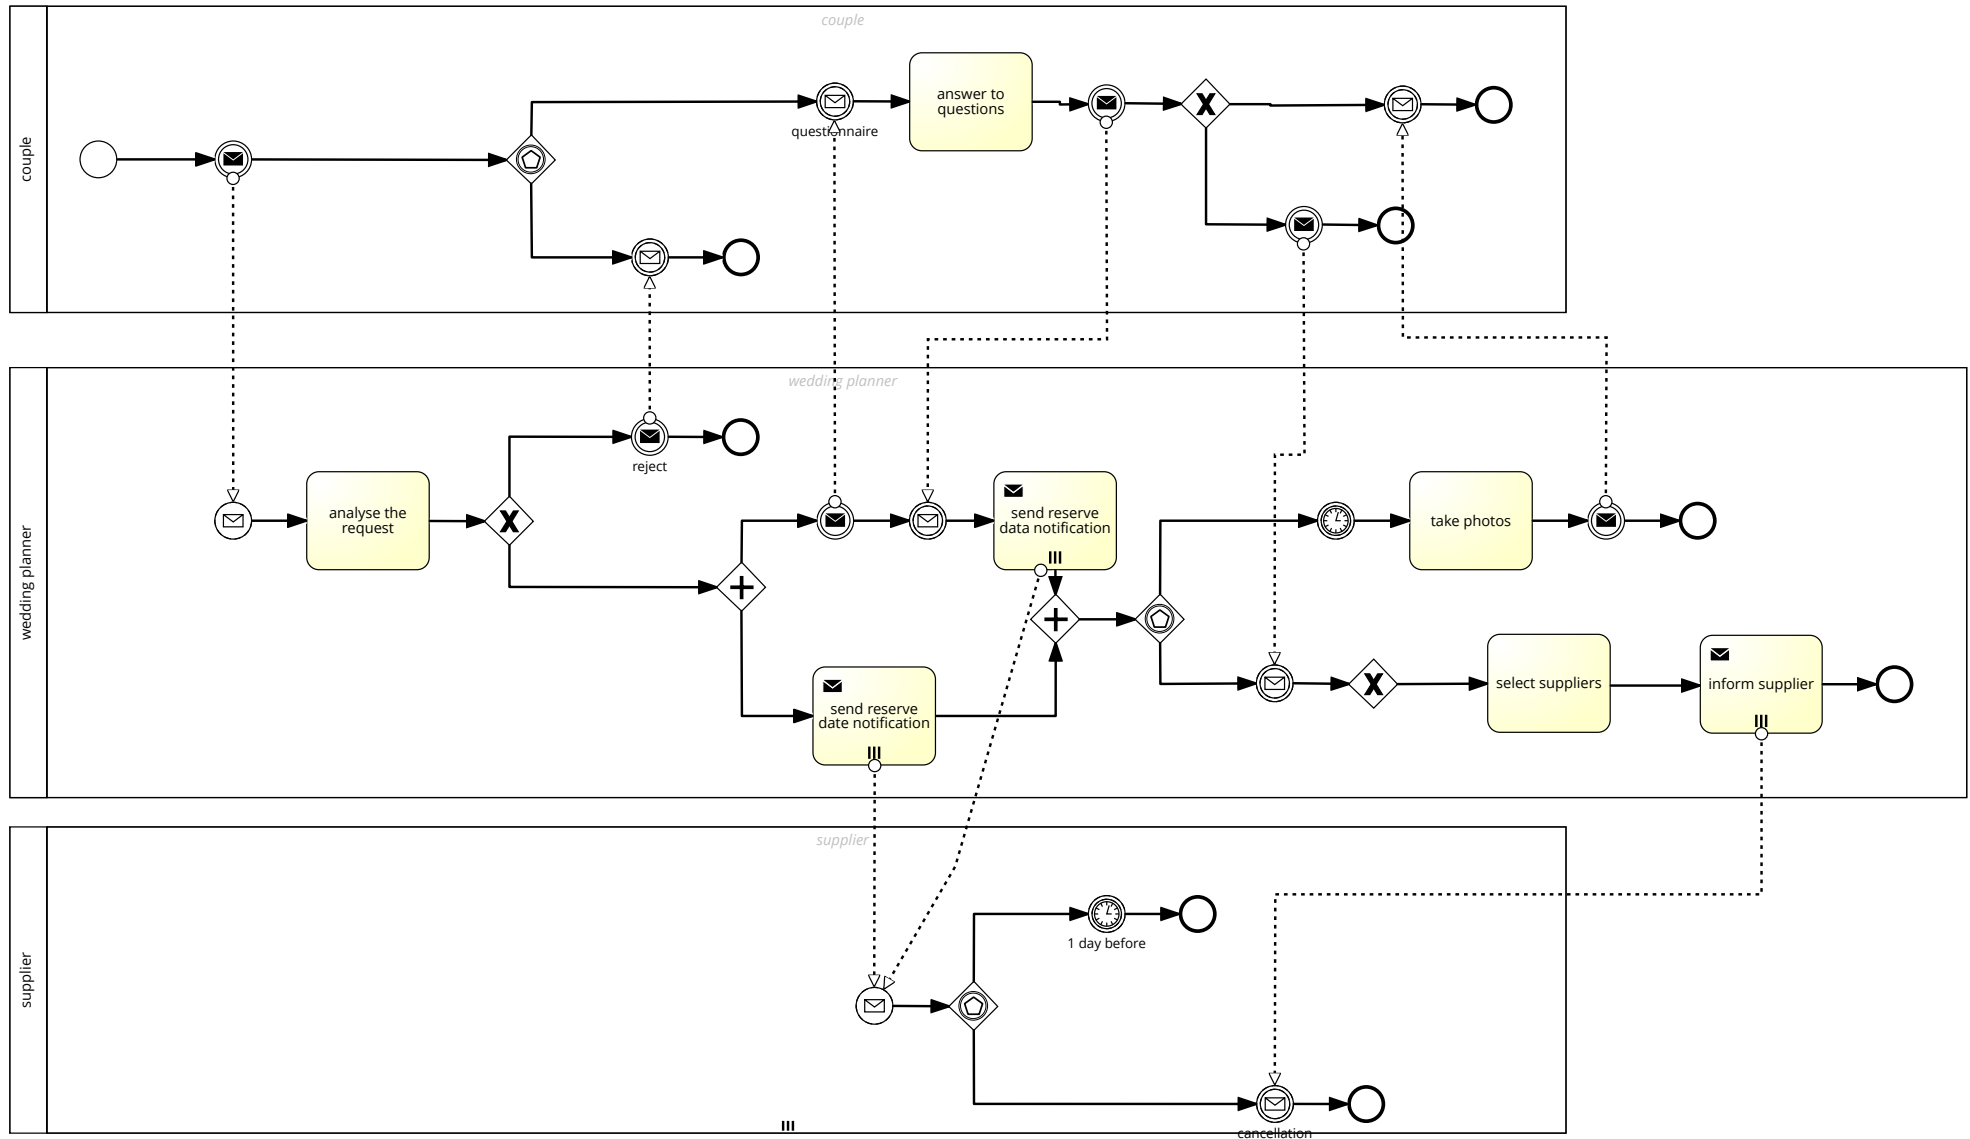 couple
couple
questionnaire
answer to
questions
wedding planner
wedding planner
reject
analyse the
request
send reserve
data notification
take photos
send reserve
date notification
select suppliers
inform supplier
supplier
supplier
1 day before
cancellation